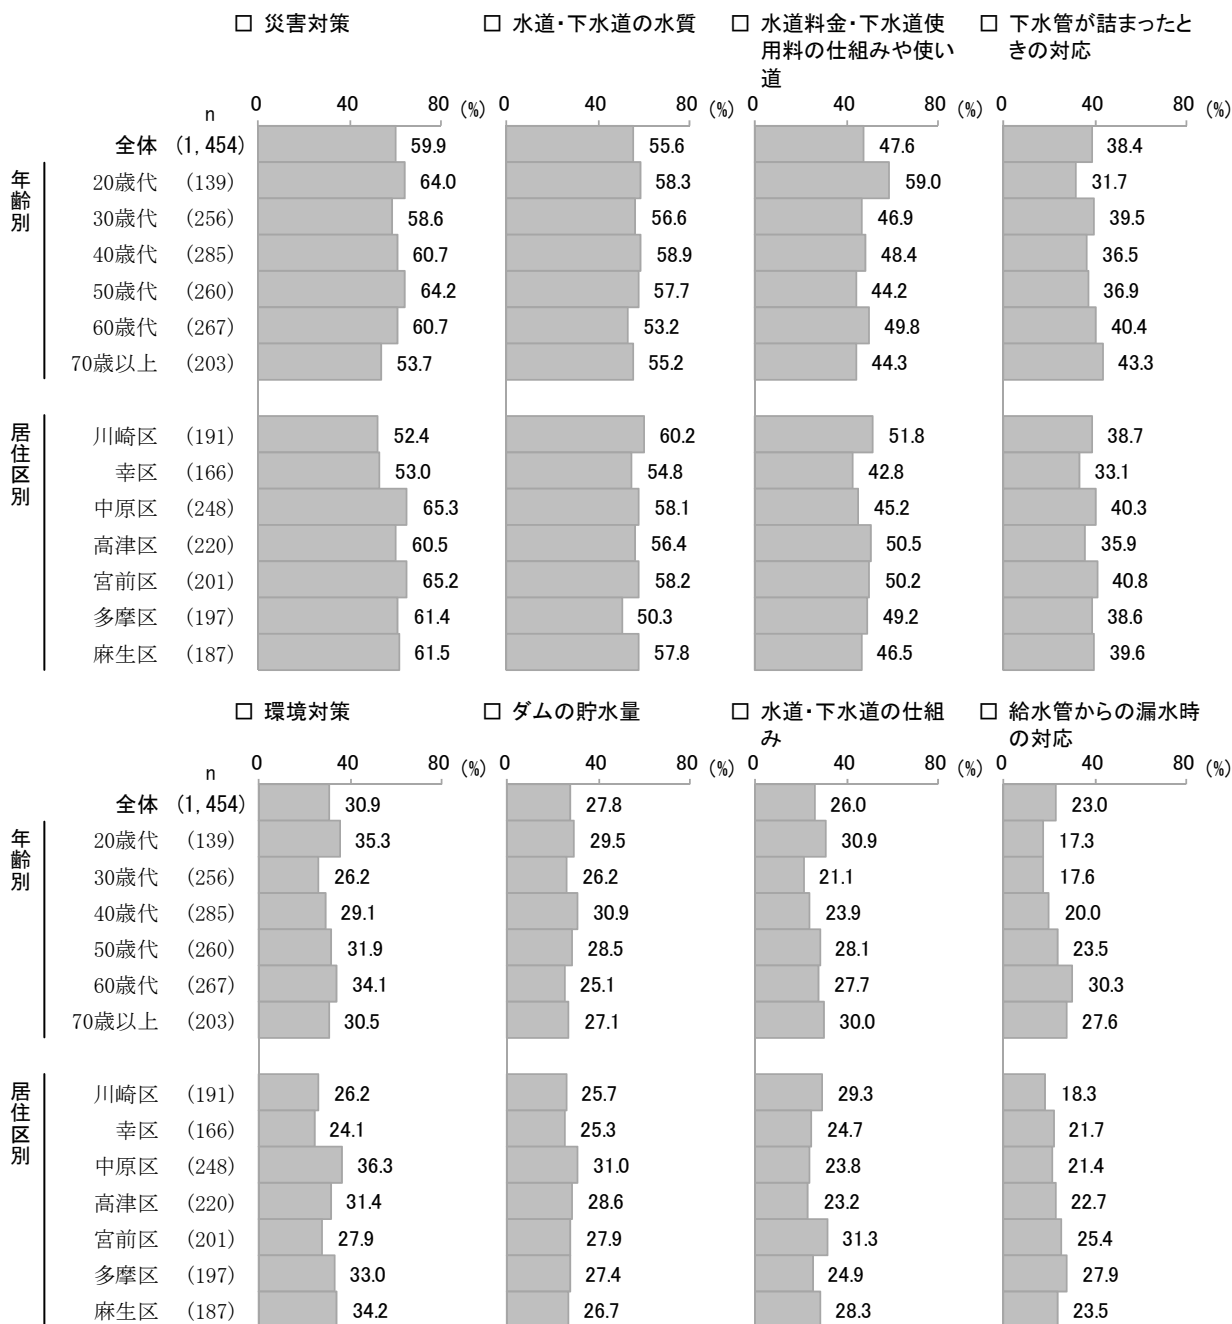 □ 災害対策 □ 水道・下水道の水質 □ 水道料金・下水道使 □ 下水管が詰まったと
用料の仕組みや使い きの対応
道
n 0 40 80 (%) 0 40 80 (%) 0 40 80 (%) 0 40 80 (%)
全体 (1,454) 59.9 55.6 47.6 38.4
年齢別
20歳代 (139) 64.0 58.3 59.0 31.7
30歳代 (256) 58.6 56.6 46.9 39.5
40歳代 (285) 60.7 58.9 48.4 36.5
50歳代 (260) 64.2 57.7 44.2 36.9
60歳代 (267) 60.7 53.2 49.8 40.4
70歳以上 (203) 53.7 55.2 44.3 43.3
居住区別
川崎区 (191) 52.4 60.2 51.8 38.7
幸区 (166) 53.0 54.8 42.8 33.1
中原区 (248) 65.3 58.1 45.2 40.3
高津区 (220) 60.5 56.4 50.5 35.9
宮前区 (201) 65.2 58.2 50.2 40.8
多摩区 (197) 61.4 50.3 49.2 38.6
麻生区 (187) 61.5 57.8 46.5 39.6
□ 環境対策 □ ダムの貯水量 □ 水道・下水道の仕組 □ 給水管からの漏水時
み の対応
n 0 40 80 (%) 0 40 80 (%) 0 40 80 (%) 0 40 80 (%)
全体 (1,454) 30.9 27.8 26.0 23.0
年齢別
20歳代 (139) 35.3 29.5 30.9 17.3
30歳代 (256) 26.2 26.2 21.1 17.6
40歳代 (285) 29.1 30.9 23.9 20.0
50歳代 (260) 31.9 28.5 28.1 23.5
60歳代 (267) 34.1 25.1 27.7 30.3
70歳以上 (203) 30.5 27.1 30.0 27.6
居住区別
川崎区 (191) 26.2 25.7 29.3 18.3
幸区 (166) 24.1 25.3 24.7 21.7
中原区 (248) 36.3 31.0 23.8 21.4
高津区 (220) 31.4 28.6 23.2 22.7
宮前区 (201) 27.9 27.9 31.3 25.4
多摩区 (197) 33.0 27.4 24.9 27.9
麻生区 (187) 34.2 26.7 28.3 23.5